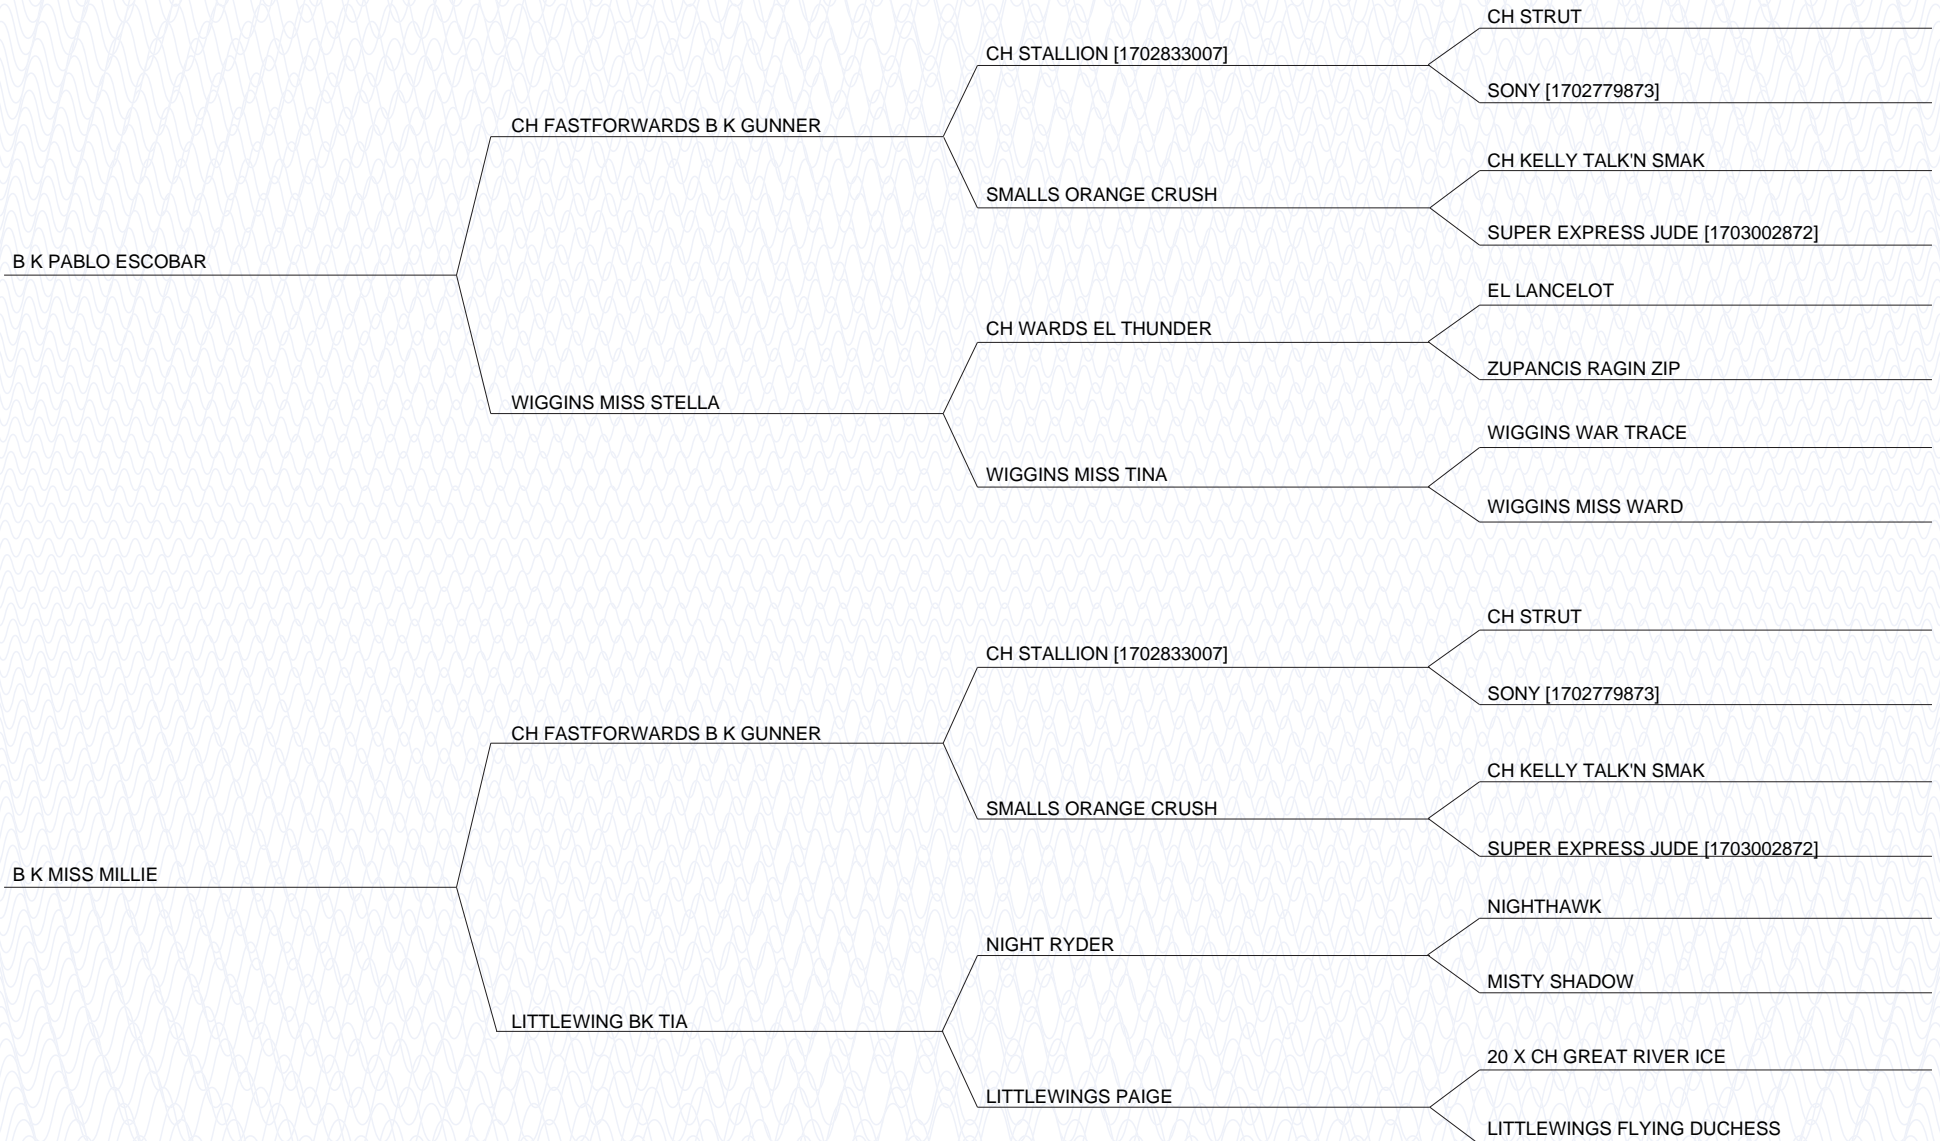 CH STRUT
CH STALLION [1702833007]
SONY [1702779873]
CH FASTFORWARDS B K GUNNER
CH KELLY TALK'N SMAK
SMALLS ORANGE CRUSH
SUPER EXPRESS JUDE [1703002872]
B K PABLO ESCOBAR
EL LANCELOT
CH WARDS EL THUNDER
ZUPANCIS RAGIN ZIP
WIGGINS MISS STELLA
WIGGINS WAR TRACE
WIGGINS MISS TINA
WIGGINS MISS WARD
CH STRUT
CH STALLION [1702833007]
SONY [1702779873]
CH FASTFORWARDS B K GUNNER
CH KELLY TALK'N SMAK
SMALLS ORANGE CRUSH
SUPER EXPRESS JUDE [1703002872]
B K MISS MILLIE
NIGHTHAWK
NIGHT RYDER
MISTY SHADOW
LITTLEWING BK TIA
20 X CH GREAT RIVER ICE
LITTLEWINGS PAIGE
LITTLEWINGS FLYING DUCHESS